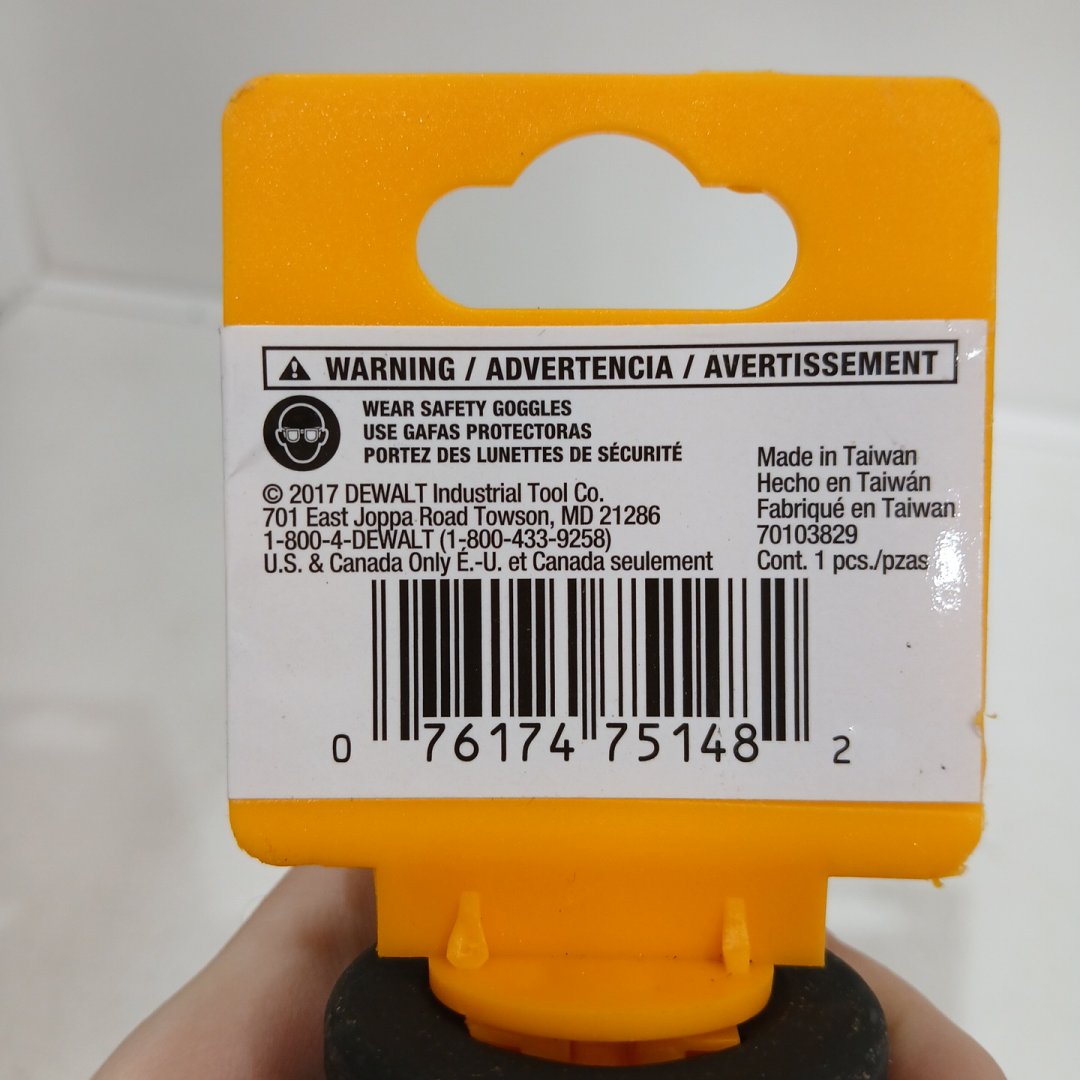 WARNING / ADVERTENCIA / AVERTISSEMENT
WEAR SAFETY GOGGLES
USE GAFAS PROTECTORAS
PORTEZ DES LUNETTES DE SÉCURITÉ
© 2017 DEWALT Industrial Tool Co.
701 East Joppa Road Towson, MD 21286
1-800-4-DEWALT (1-800-433-9258)
U.S. & Canada Only É.-U. et Canada seulement
Made in Taiwan
Hecho en Taiwán
Fabriqué en Taiwan
70103829
Cont. 1 pcs./pzas
0 76174 75148 2